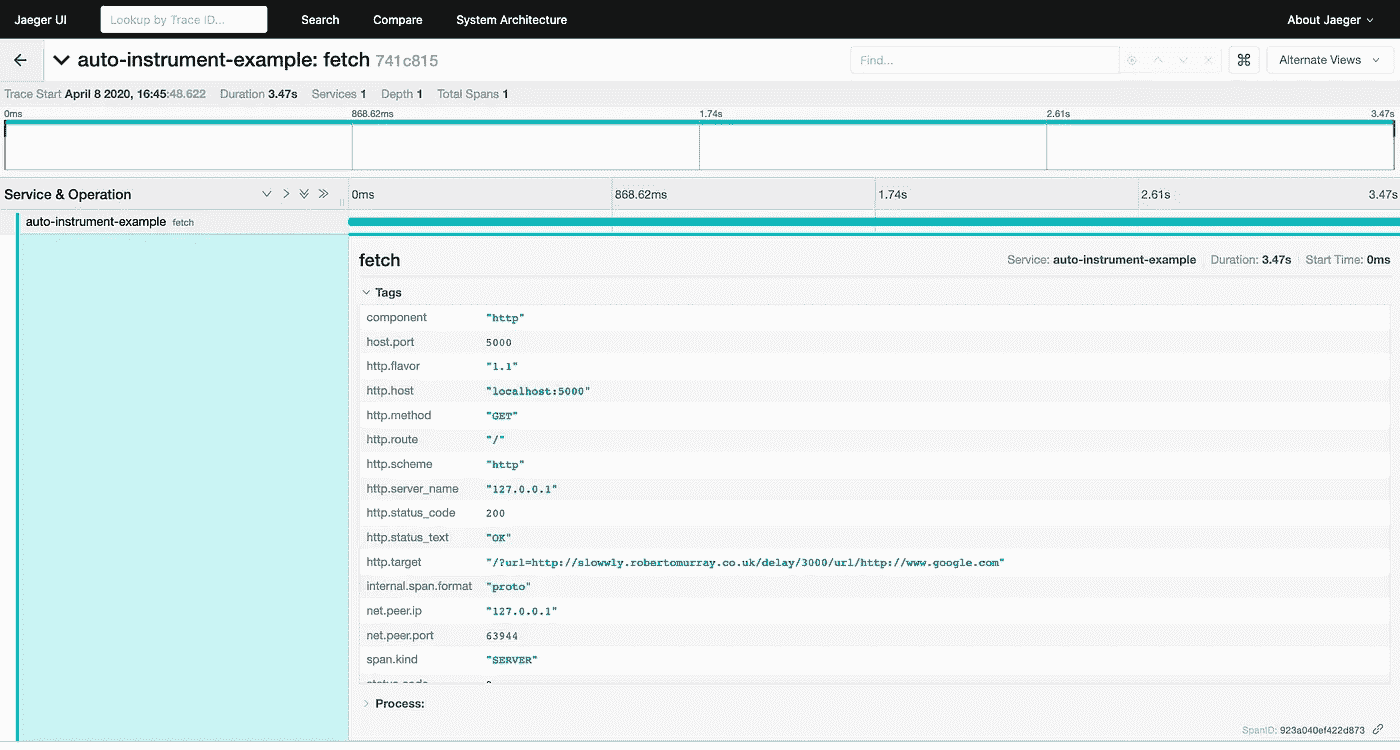 Jaeger UI Lookup by Trace ID... Search Compare System Architecture About Jaeger
auto-instrument-example: fetch 741c815 Find... ⌘ Alternate Views
Trace Start April 8 2020, 16:45:48.622 Duration 3.47s Services 1 Depth 1 Total Spans 1
0ms 868.62ms 1.74s 2.61s 3.47s
Service & Operation 0ms 868.62ms 1.74s 2.61s 3.47s
auto-instrument-example fetch
fetch Service: auto-instrument-example Duration: 3.47s Start Time: 0ms
Tags
component "http"
host.port 5000
http.flavor "1.1"
http.host "localhost:5000"
http.method "GET"
http.route "/"
http.scheme "http"
http.server_name "127.0.0.1"
http.status_code 200
http.status_text "OK"
http.target "/?url=http://slowwly.robertomurray.co.uk/delay/3000/url/http://www.google.com"
internal.span.format "proto"
net.peer.ip "127.0.0.1"
net.peer.port 63944
span.kind "SERVER"
status.code
Process:
SpanID: 923a040ef422d873